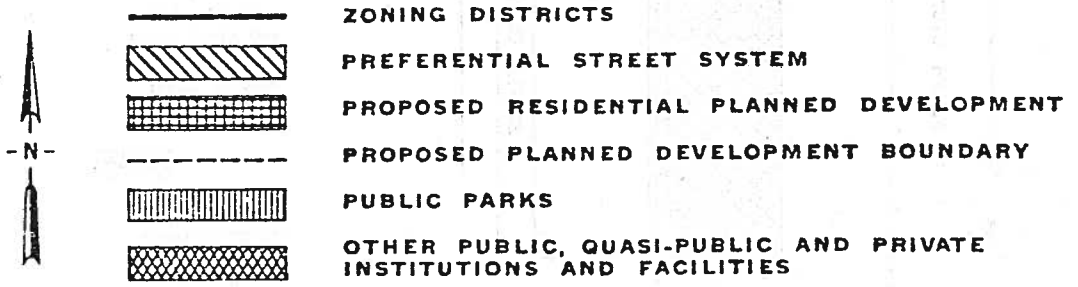 ZONING DISTRICTS
PREFERENTIAL STREET SYSTEM
PROPOSED RESIDENTIAL PLANNED DEVELOPMENT
-N-
PROPOSED PLANNED DEVELOPMENT BOUNDARY
PUBLIC PARKS
OTHER PUBLIC, QUASI-PUBLIC AND PRIVATE
INSTITUTIONS AND FACILITIES